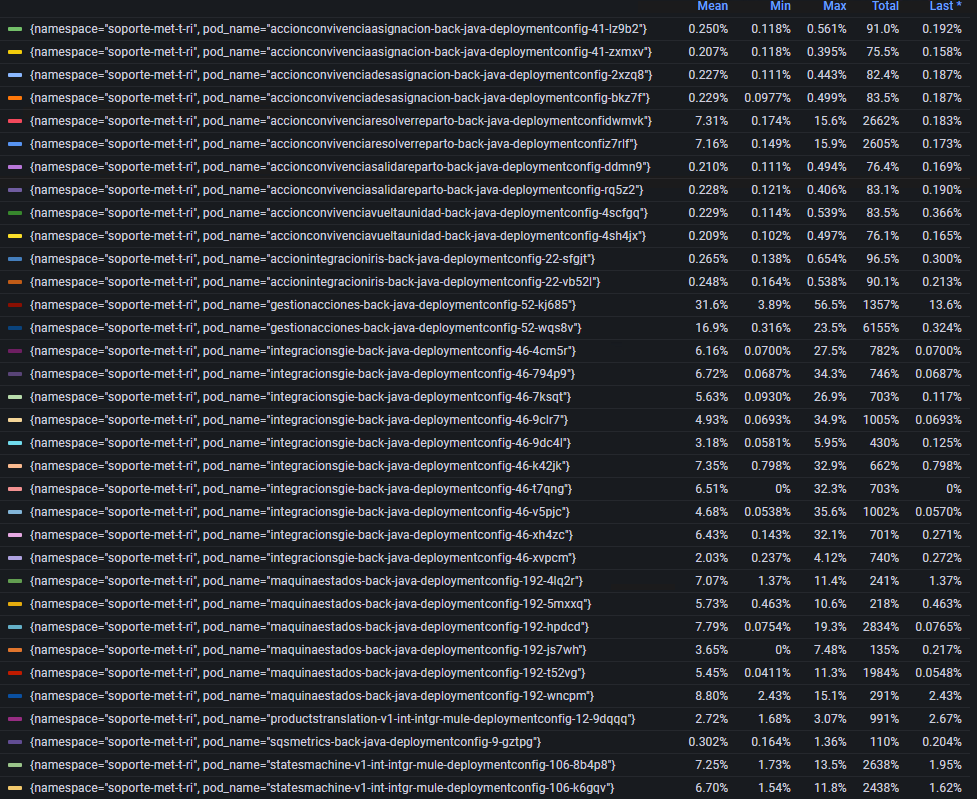 Mean Min Max Total Last *
{namespace="soporte-met-t-ri", pod_name="accionconvivenciaasignacion-back-java-deploymentconfig-41-lz9b2"} 0.250% 0.118% 0.561% 91.0% 0.192%
{namespace="soporte-met-t-ri", pod_name="accionconvivenciaasignacion-back-java-deploymentconfig-41-zxmxv"} 0.207% 0.118% 0.395% 75.5% 0.158%
{namespace="soporte-met-t-ri", pod_name="accionconvivenciadesasignacion-back-java-deploymentconfig-2xzq8"} 0.227% 0.111% 0.443% 82.4% 0.187%
{namespace="soporte-met-t-ri", pod_name="accionconvivenciadesasignacion-back-java-deploymentconfig-bkz7f"} 0.229% 0.0977% 0.499% 83.5% 0.187%
{namespace="soporte-met-t-ri", pod_name="accionconvivenciaresolverreparto-back-java-deploymentconfidwmvk"} 7.31% 0.174% 15.6% 2662% 0.183%
{namespace="soporte-met-t-ri", pod_name="accionconvivenciaresolverreparto-back-java-deploymentconfiz7rlf"} 7.16% 0.149% 15.9% 2605% 0.173%
{namespace="soporte-met-t-ri", pod_name="accionconvivenciasalidareparto-back-java-deploymentconfig-ddmn9"} 0.210% 0.111% 0.494% 76.4% 0.169%
{namespace="soporte-met-t-ri", pod_name="accionconvivenciasalidareparto-back-java-deploymentconfig-rq5z2"} 0.228% 0.121% 0.406% 83.1% 0.190%
{namespace="soporte-met-t-ri", pod_name="accionconvivenciavueltaunidad-back-java-deploymentconfig-4scfgq"} 0.229% 0.114% 0.539% 83.5% 0.366%
{namespace="soporte-met-t-ri", pod_name="accionconvivenciavueltaunidad-back-java-deploymentconfig-4sh4jx"} 0.209% 0.102% 0.497% 76.1% 0.165%
{namespace="soporte-met-t-ri", pod_name="accionintegracioniris-back-java-deploymentconfig-22-sfgjt"} 0.265% 0.138% 0.654% 96.5% 0.300%
{namespace="soporte-met-t-ri", pod_name="accionintegracioniris-back-java-deploymentconfig-22-vb52l"} 0.248% 0.164% 0.538% 90.1% 0.213%
{namespace="soporte-met-t-ri", pod_name="gestionacciones-back-java-deploymentconfig-52-kj685"} 31.6% 3.89% 56.5% 1357% 13.6%
{namespace="soporte-met-t-ri", pod_name="gestionacciones-back-java-deploymentconfig-52-wqs8v"} 16.9% 0.316% 23.5% 6155% 0.324%
{namespace="soporte-met-t-ri", pod_name="integracionsgie-back-java-deploymentconfig-46-4cm5r"} 6.16% 0.0700% 27.5% 782% 0.0700%
{namespace="soporte-met-t-ri", pod_name="integracionsgie-back-java-deploymentconfig-46-794p9"} 6.72% 0.0687% 34.3% 746% 0.0687%
{namespace="soporte-met-t-ri", pod_name="integracionsgie-back-java-deploymentconfig-46-7ksqt"} 5.63% 0.0930% 26.9% 703% 0.117%
{namespace="soporte-met-t-ri", pod_name="integracionsgie-back-java-deploymentconfig-46-9clr7"} 4.93% 0.0693% 34.9% 1005% 0.0693%
{namespace="soporte-met-t-ri", pod_name="integracionsgie-back-java-deploymentconfig-46-9dc4l"} 3.18% 0.0581% 5.95% 430% 0.125%
{namespace="soporte-met-t-ri", pod_name="integracionsgie-back-java-deploymentconfig-46-k42jk"} 7.35% 0.798% 32.9% 662% 0.798%
{namespace="soporte-met-t-ri", pod_name="integracionsgie-back-java-deploymentconfig-46-t7qng"} 6.51% 0% 32.3% 703% 0%
{namespace="soporte-met-t-ri", pod_name="integracionsgie-back-java-deploymentconfig-46-v5pjc"} 4.68% 0.0538% 35.6% 1002% 0.0570%
{namespace="soporte-met-t-ri", pod_name="integracionsgie-back-java-deploymentconfig-46-xh4zc"} 6.43% 0.143% 32.1% 701% 0.271%
{namespace="soporte-met-t-ri", pod_name="integracionsgie-back-java-deploymentconfig-46-xvpcm"} 2.03% 0.237% 4.12% 740% 0.272%
{namespace="soporte-met-t-ri", pod_name="maquinaestados-back-java-deploymentconfig-192-4lq2r"} 7.07% 1.37% 11.4% 241% 1.37%
{namespace="soporte-met-t-ri", pod_name="maquinaestados-back-java-deploymentconfig-192-5mxxq"} 5.73% 0.463% 10.6% 218% 0.463%
{namespace="soporte-met-t-ri", pod_name="maquinaestados-back-java-deploymentconfig-192-hpdcd"} 7.79% 0.0754% 19.3% 2834% 0.0765%
{namespace="soporte-met-t-ri", pod_name="maquinaestados-back-java-deploymentconfig-192-js7wh"} 3.65% 0% 7.48% 135% 0.217%
{namespace="soporte-met-t-ri", pod_name="maquinaestados-back-java-deploymentconfig-192-t52vg"} 5.45% 0.0411% 11.3% 1984% 0.0548%
{namespace="soporte-met-t-ri", pod_name="maquinaestados-back-java-deploymentconfig-192-wncpm"} 8.80% 2.43% 15.1% 291% 2.43%
{namespace="soporte-met-t-ri", pod_name="productstranslation-v1-int-intgr-mule-deploymentconfig-12-9dqqq"} 2.72% 1.68% 3.07% 991% 2.67%
{namespace="soporte-met-t-ri", pod_name="sqsmetrics-back-java-deploymentconfig-9-gztpg"} 0.302% 0.164% 1.36% 110% 0.204%
{namespace="soporte-met-t-ri", pod_name="statesmachine-v1-int-intgr-mule-deploymentconfig-106-8b4p8"} 7.25% 1.73% 13.5% 2638% 1.95%
{namespace="soporte-met-t-ri", pod_name="statesmachine-v1-int-intgr-mule-deploymentconfig-106-k6gqv"} 6.70% 1.54% 11.8% 2438% 1.62%